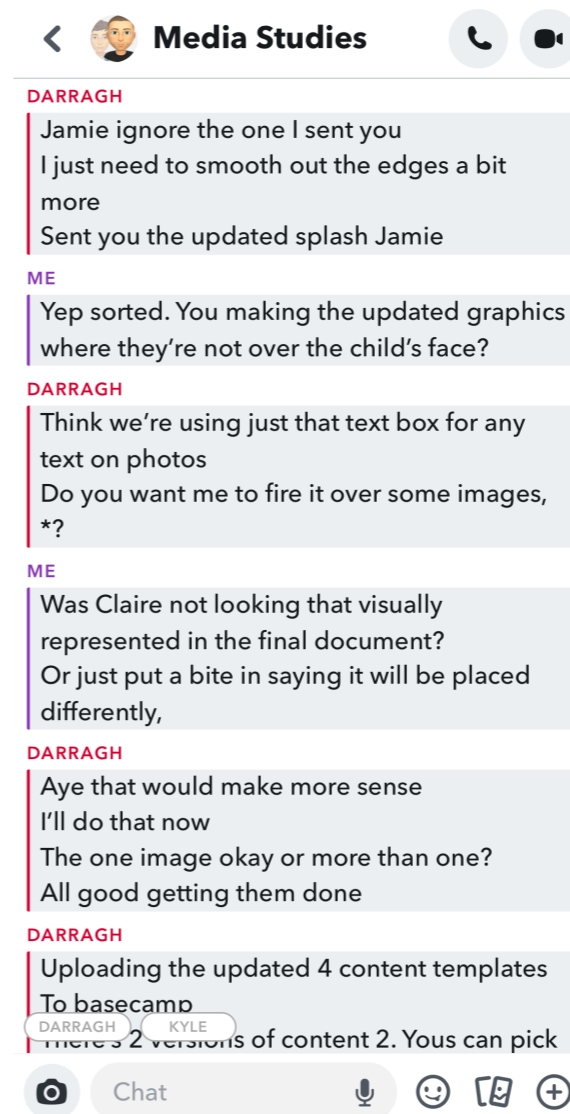 Media Studies
DARRAGH
Jamie ignore the one I sent you
I just need to smooth out the edges a bit
more
Sent you the updated splash Jamie
ME
Yep sorted. You making the updated graphics
where they're not over the child's face?
DARRAGH
Think we're using just that text box for any
text on photos
Do you want me to fire it over some images,
*?
ME
Was Claire not looking that visually
represented in the final document?
Or just put a bite in saying it will be placed
differently,
DARRAGH
Aye that would make more sense
I'll do that now
The one image okay or more than one?
All good getting them done
DARRAGH
Uploading the updated 4 content templates
To basecamp
DARRAGH KYLE
There's 2 versions of content 2. Yous can pick
Chat